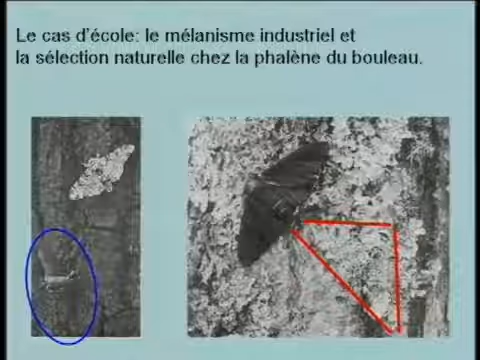 Le cas d'école: le mélanisme industriel et
la sélection naturelle chez la phalène du bouleau.